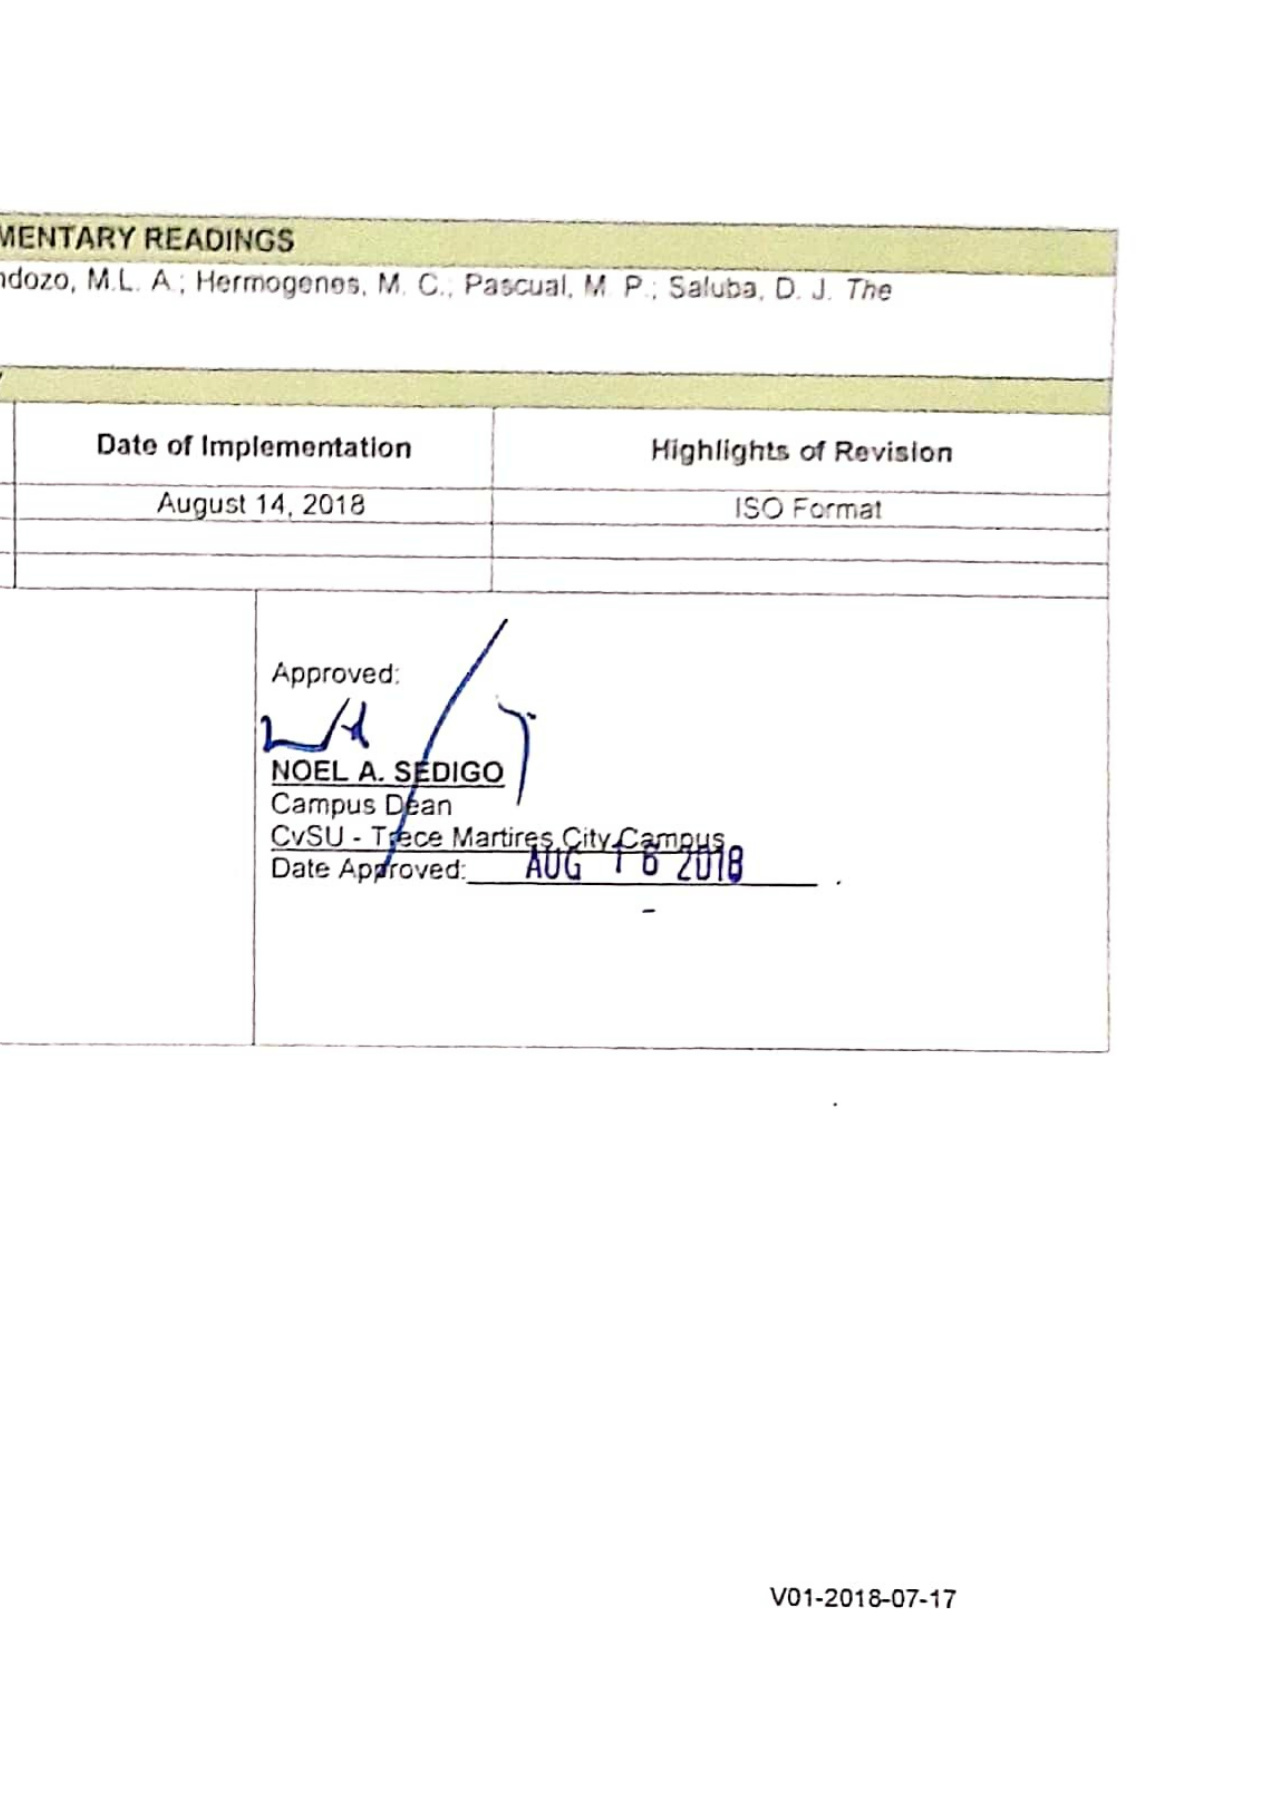 MENTARY READINGS
ndozo, M.L. A.; Hermogenes, M. C.; Pascual, M. P.; Saluba, D. J. The
Date of Implementation Highlights of Revision
August 14, 2018 ISO Format
Approved:
NOEL A. SEDIGO
Campus Dean
CvSU - Trece Martires City Campus
Date Approved: AUG 16 2018
V01-2018-07-17